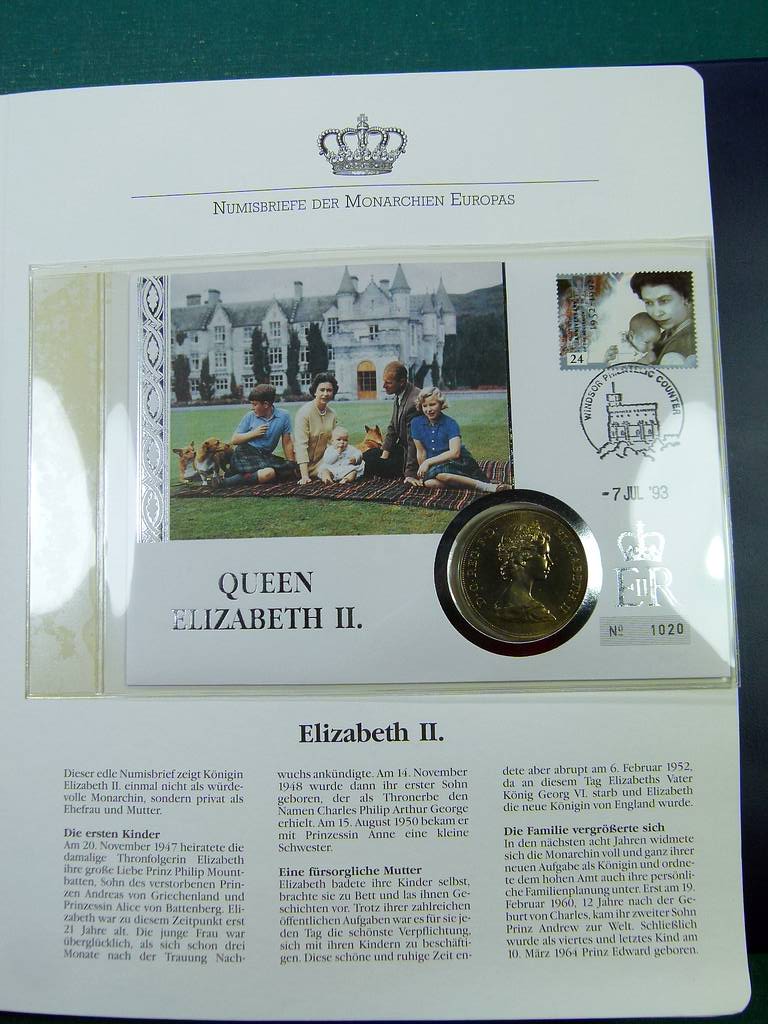 NUMISBRIEFE DER MONARCHIEN EUROPAS
24
WINDSOR PHILATELIC COUNTER
-7 JUL '93
QUEEN
ELIZABETH II.
ELIZABETH II
EIIR
Nº 1020
Elizabeth II.
Dieser edle Numisbrief zeigt Königin
Elizabeth II. einmal nicht als würde-
volle Monarchin, sondern privat als
Ehefrau und Mutter.
Die ersten Kinder
Am 20. November 1947 heiratete die
damalige Thronfolgerin Elizabeth
ihre große Liebe Prinz Philip Mount-
batten, Sohn des verstorbenen Prin-
zen Andreas von Griechenland und
Prinzessin Alice von Battenberg. Eli-
zabeth war zu diesem Zeitpunkt erst
21 Jahre alt. Die junge Frau war
überglücklich, als sich schon drei
Monate nach der Trauung Nach-
wuchs ankündigte. Am 14. November
1948 wurde dann ihr erster Sohn
geboren, der als Thronerbe den
Namen Charles Philip Arthur George
erhielt. Am 15. August 1950 bekam er
mit Prinzessin Anne eine kleine
Schwester.
Eine fürsorgliche Mutter
Elizabeth badete ihre Kinder selbst,
brachte sie zu Bett und las ihnen Ge-
schichten vor. Trotz ihrer zahlreichen
öffentlichen Aufgaben war es für sie je-
den Tag die schönste Verpflichtung,
sich mit ihren Kindern zu beschäfti-
gen. Diese schöne und ruhige Zeit en-
dete aber abrupt am 6. Februar 1952,
da an diesem Tag Elizabeths Vater
König Georg VI. starb und Elizabeth
die neue Königin von England wurde.
Die Familie vergrößerte sich
In den nächsten acht Jahren widmete
sich die Monarchin voll und ganz ihrer
neuen Aufgabe als Königin und ordne-
te dem hohen Amt auch ihre persönli-
che Familienplanung unter. Erst am 19.
Februar 1960, 12 Jahre nach der Ge-
burt von Charles, kam ihr zweiter Sohn
Prinz Andrew zur Welt. Schließlich
wurde als viertes und letztes Kind am
10. März 1964 Prinz Edward geboren.